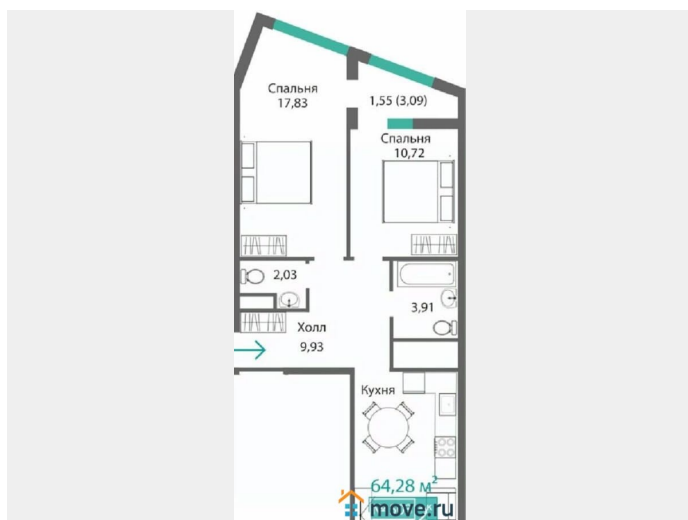 Спальня
17,83
1,55 (3,09)
Спальня
10,72
2,03
3,91
Холл
9,93
Кухня
64,28 м²
move.ru